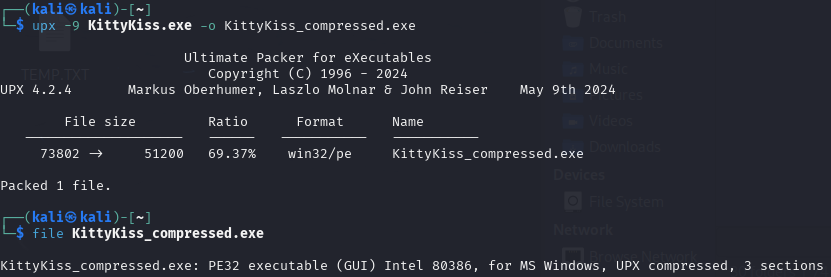 (kali㉿kali)-[~]
Trash
$ upx -9 KittyKiss.exe -o KittyKiss_compressed.exe
Documents
Ultimate Packer for eXecutables
Music
TEMP.TXT
Copyright (C) 1996 - 2024
UPX 4.2.4 Markus Oberhumer, Laszlo Molnar & John Reiser May 9th 2024
Videos
File size Ratio Format Name
Downloads
73802 -> 51200 69.37% win32/pe KittyKiss_compressed.exe
Devices
Packed 1 file.
File System
(kali㉿kali)-[~]
Network
$ file KittyKiss_compressed.exe
KittyKiss_compressed.exe: PE32 executable (GUI) Intel 80386, for MS Windows, UPX compressed, 3 sections